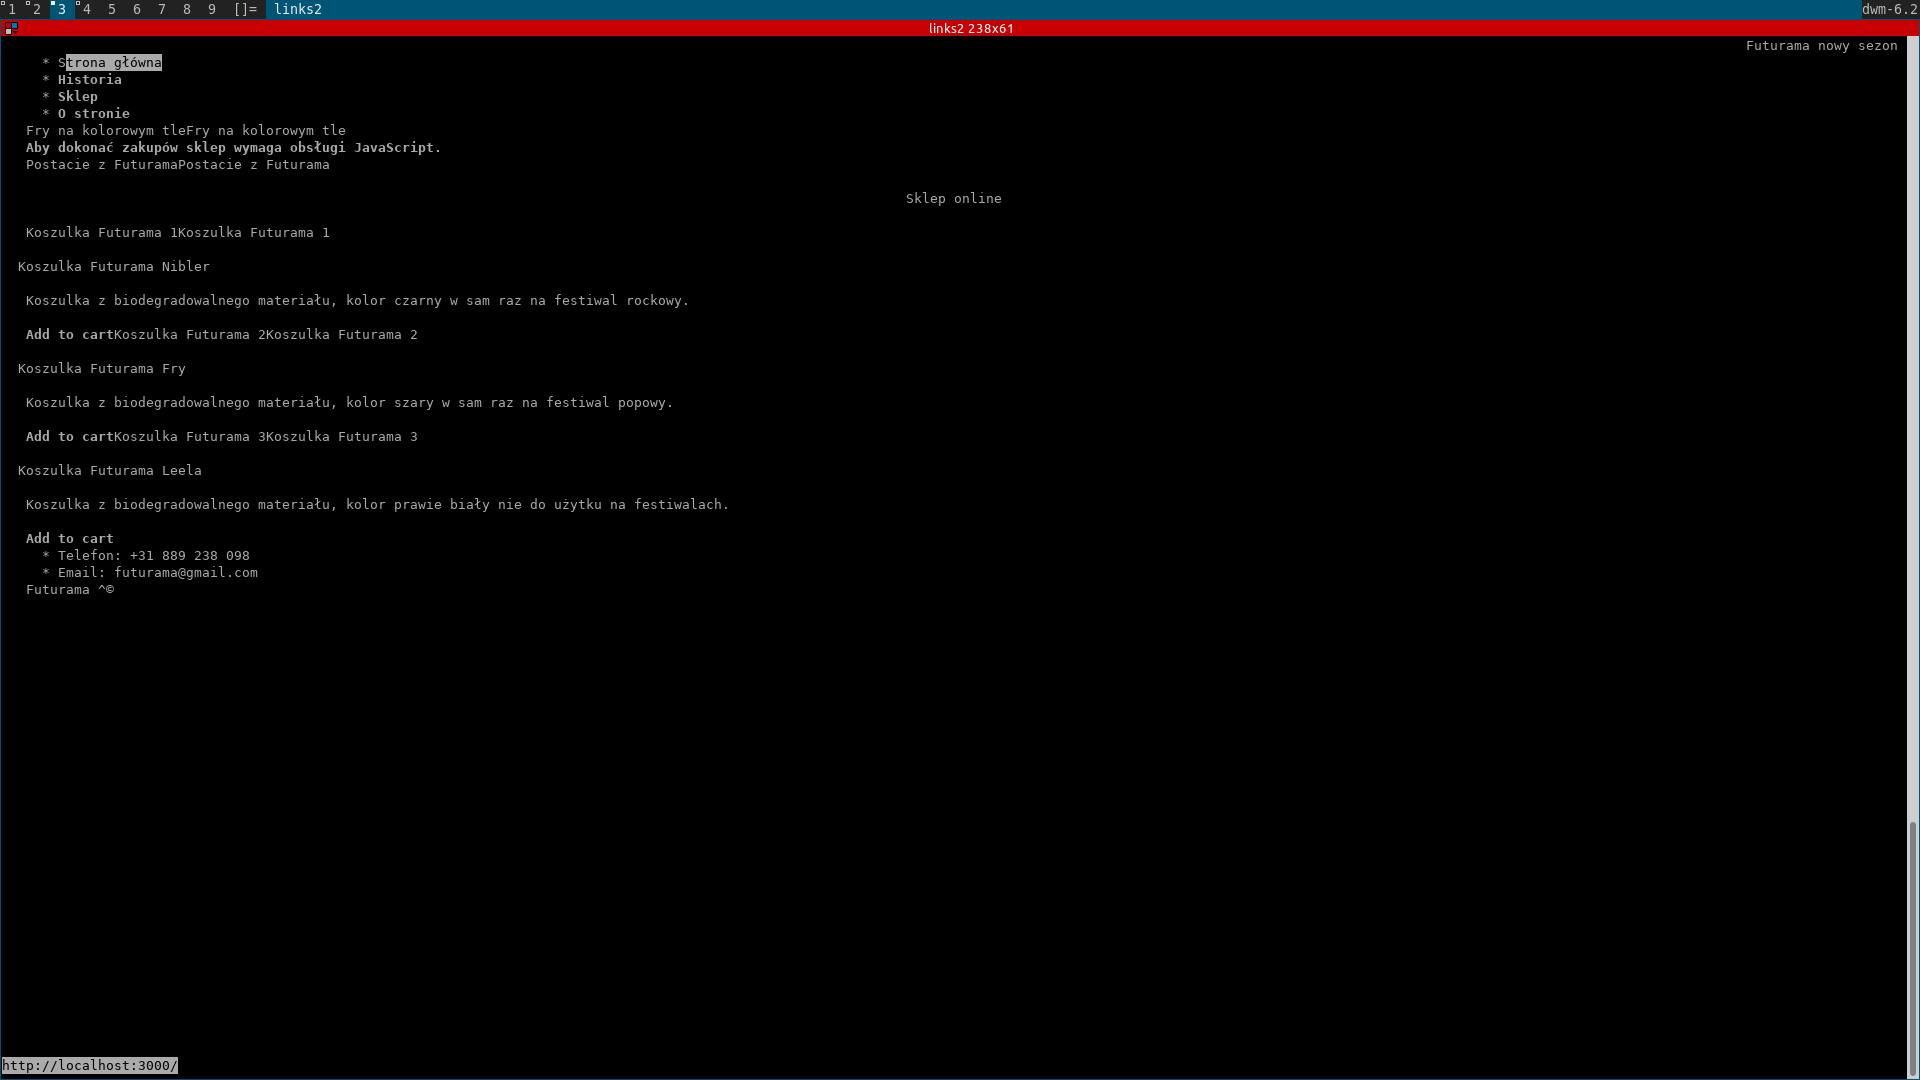 1 2 3 4 5 6 7 8 9 []= links2 dwm-6.2
links2 238x61
Futurama nowy sezon
* Strona główna
* Historia
* Sklep
* O stronie
Fry na kolorowym tleFry na kolorowym tle
Aby dokonać zakupów sklep wymaga obsługi JavaScript.
Postacie z FuturamaPostacie z Futurama
Sklep online
Koszulka Futurama 1Koszulka Futurama 1
Koszulka Futurama Nibler
Koszulka z biodegradowalnego materiału, kolor czarny w sam raz na festiwal rockowy.
Add to cartKoszulka Futurama 2Koszulka Futurama 2
Koszulka Futurama Fry
Koszulka z biodegradowalnego materiału, kolor szary w sam raz na festiwal popowy.
Add to cartKoszulka Futurama 3Koszulka Futurama 3
Koszulka Futurama Leela
Koszulka z biodegradowalnego materiału, kolor prawie biały nie do użytku na festiwalach.
Add to cart
* Telefon: +31 889 238 098
* Email: futurama@gmail.com
Futurama ^©
http://localhost:3000/